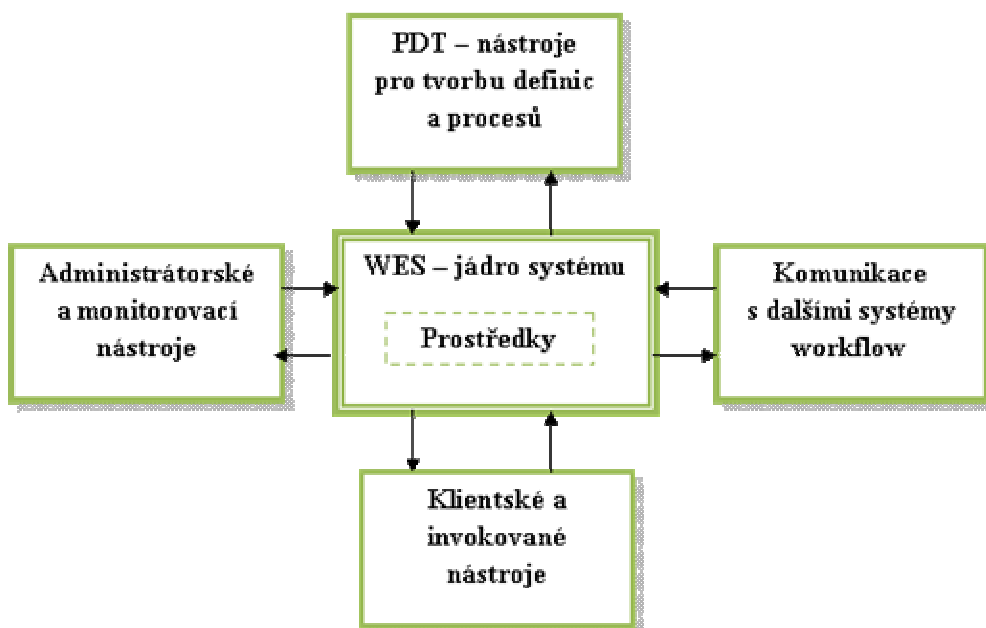 PDT – nástroje
pro tvorbu definic
a procesů
Administrátorské
a monitorovací
nástroje
WES – jádro systému
Prostředky
Komunikace
s dalšími systémy
workflow
Klientské a
invokované
nástroje